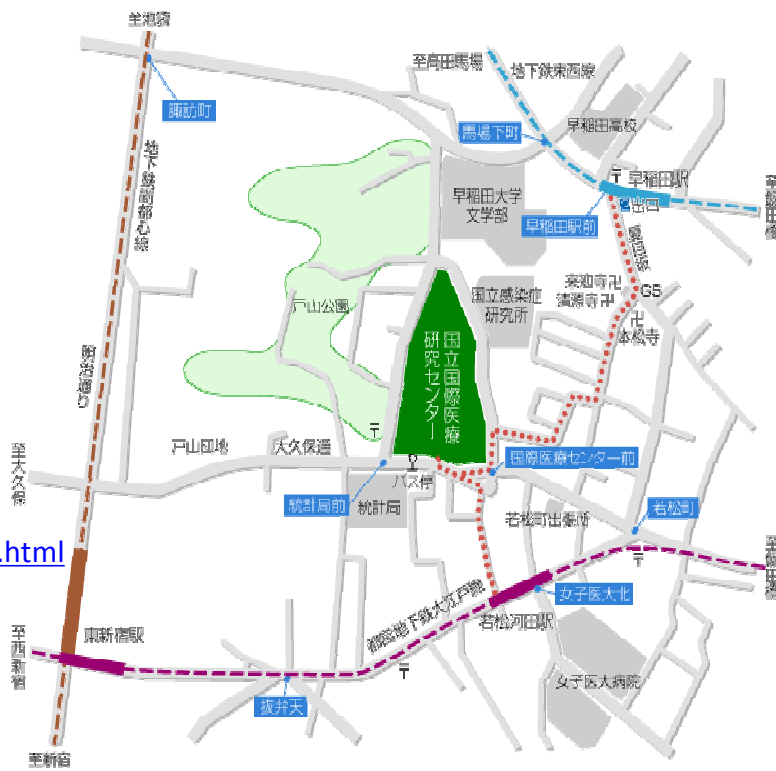 至池袋
至高田馬場
地下鉄東西線
諏訪町
馬場下町
早稲田高校
地下鉄副都心線
早稲田駅
早稲田大学
文学部
出口
早稲田駅前
夏目坂
来迎寺卍
清源寺卍
GS
卍
本松寺
国立感染症
研究所
戸山公園
国立国際医療
研究センター
明治通り
〒
戸山団地
大久保通
至大久保
国際医療センター前
バス停
統計局前
統計局
若松町出張所
若松町
.html
〒
女子医大北
都営地下鉄大江戸線
若松河田駅
至西新宿
東新宿駅
〒
抜弁天
女子医大病院
至新宿